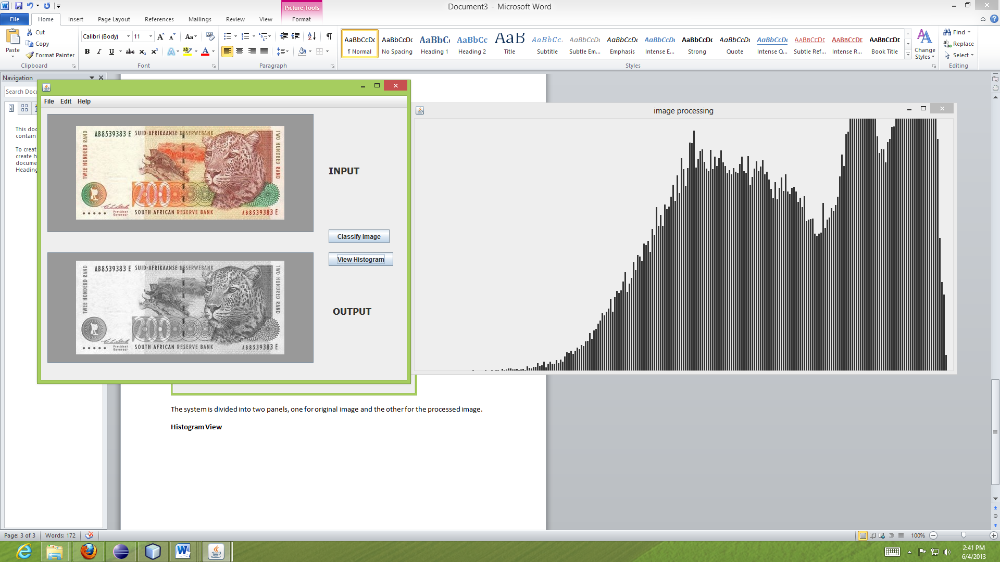 Document3 - Microsoft Word
Picture Tools
File Home Insert Page Layout References Mailings Review View Format
Cut
Copy
Format Painter
Paste
Clipboard
Calibri (Body) 11
Font
Paragraph
AaBbCcDc AaBbCcDc AaBbCc AaBbCc AaB AaBbCc. AaBbCcDc AaBbCcDc AaBbCcDc AaBbCcDc AaBbCcDc AaBbCcDc AABBCCDE AABBCCDE AABBCCDE
¶ Normal No Spacing Heading 1 Heading 2 Title Subtitle Subtle Em... Emphasis Intense E... Strong Quote Intense Q... Subtle Ref... Intense R... Book Title
Styles
Change
Styles
Find
Replace
Select
Editing
Navigation
Search Docu
This doc
contain
To creat
create h
docume
Heading
File Edit Help
AB8539383 E SUID-AFRIKAANSE RESERWEBANK
TWEE HONDERD RAND
TWO HUNDRED RAND
200
President
Governor
SOUTH AFRICAN RESERVE BANK
AB8539383 E
INPUT
Classify Image
View Histogram
AB8539383 E SUID-AFRIKAANSE RESERWEBANK
TWEE HONDERD RAND
TWO HUNDRED RAND
200
President
Governor
SOUTH AFRICAN RESERVE BANK
AB8539383 E
OUTPUT
image processing
The system is divided into two panels, one for original image and the other for the processed image.
Histogram View
Page: 3 of 3 Words: 172
100%
2:41 PM
6/4/2013